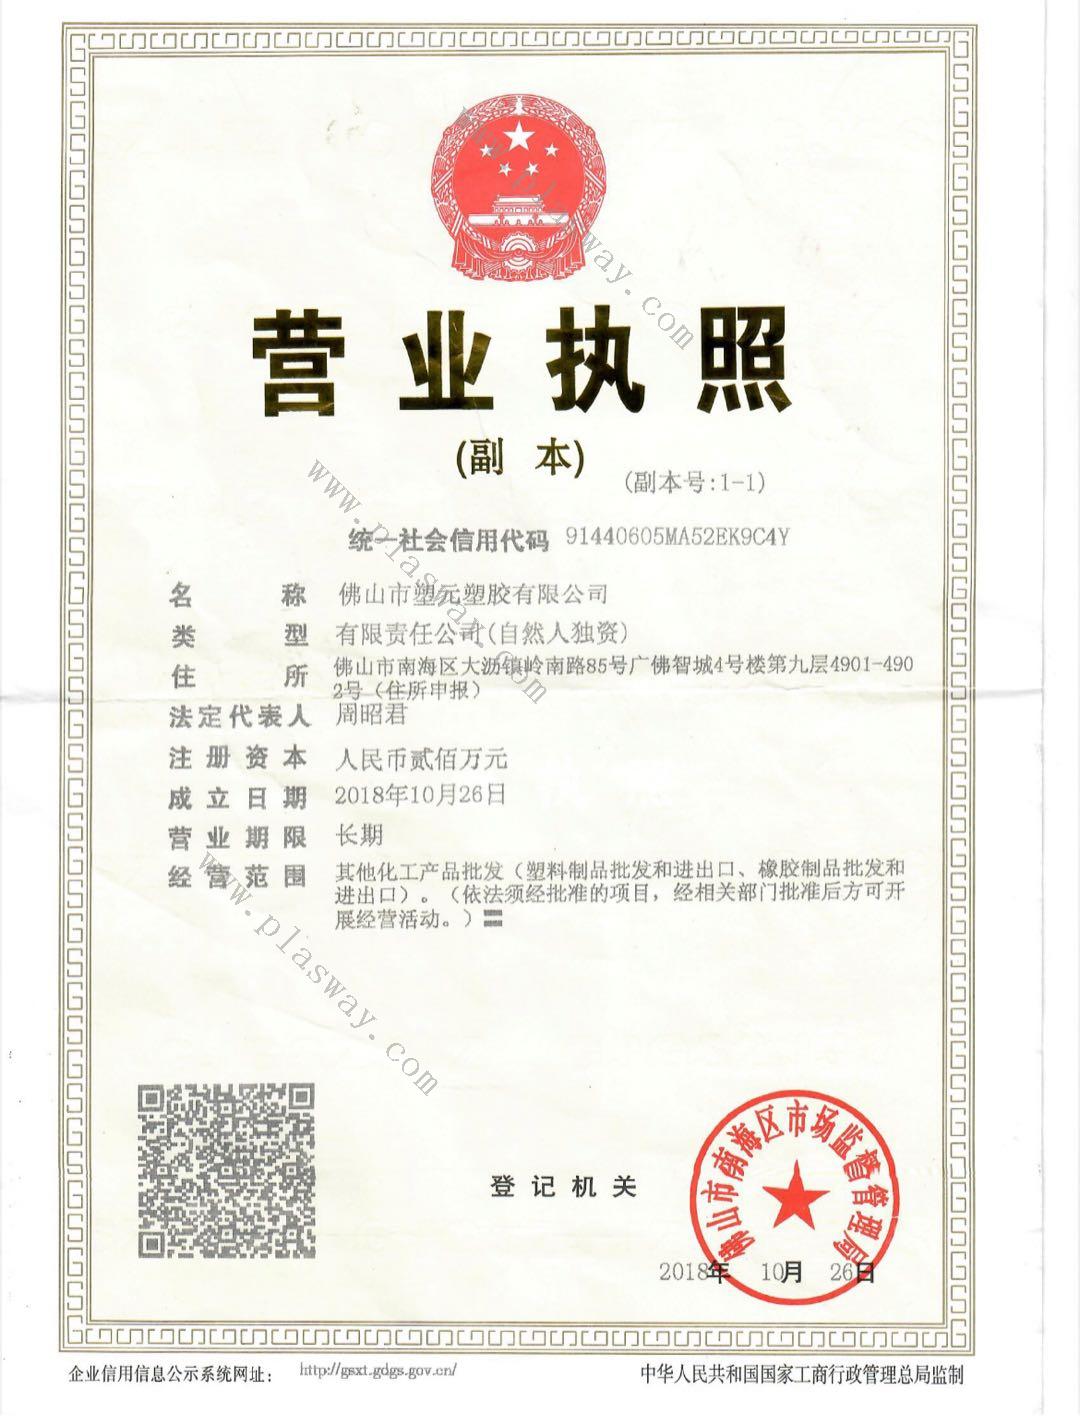 营业执照
(副 本)
(副本号:1-1)
统一社会信用代码 91440605MA52EK9C4Y
名称 佛山市塑元塑胶有限公司
类型 有限责任公司(自然人独资)
住所 佛山市南海区大沥镇岭南路85号广佛智城4号楼第九层4901-490
2号（住所申报）
法定代表人 周昭君
注册资本 人民币贰佰万元
成立日期 2018年10月26日
营业期限 长期
经营范围 其他化工产品批发（塑料制品批发和进出口、橡胶制品批发和
进出口）。（依法须经批准的项目，经相关部门批准后方可开
展经营活动。）〓
www.plasway.com
www.plasway.com
www.plasway.com
登记机关
佛山市南海区市场监督管理局
2018年 10月 26日
企业信用信息公示系统网址： http://gsxt.gdgs.gov.cn/
中华人民共和国国家工商行政管理总局监制